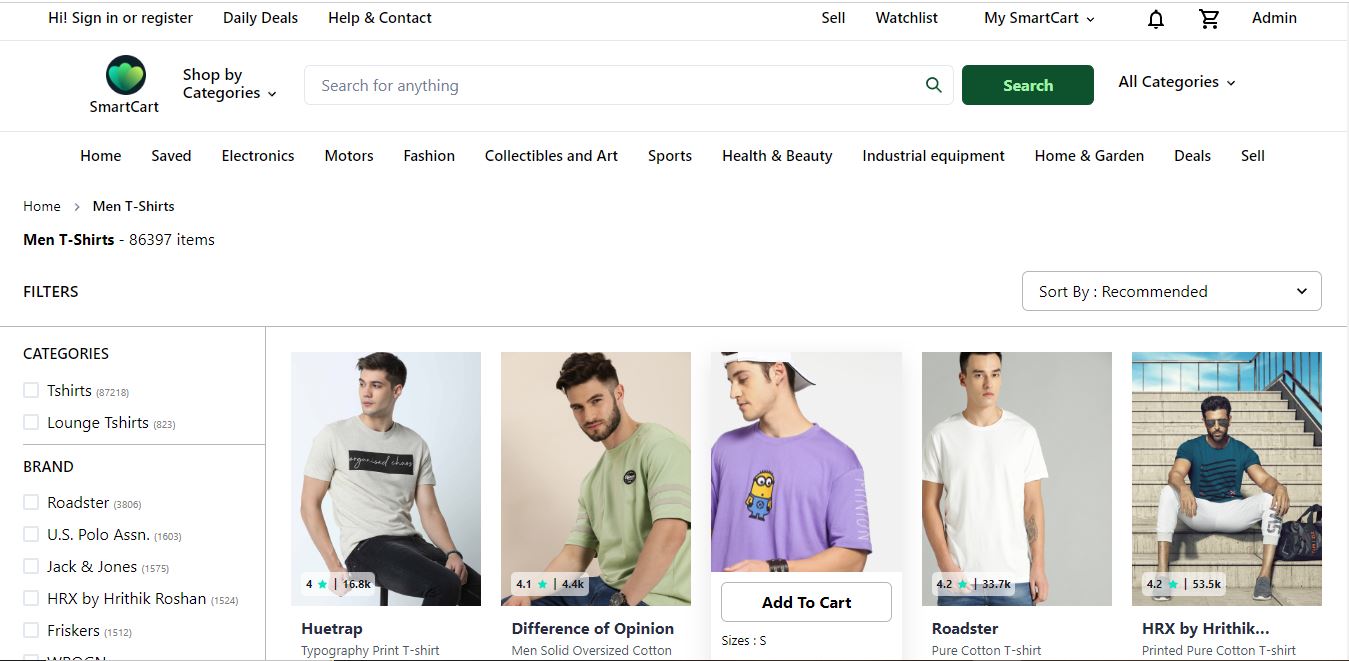 Hi! Sign in or register Daily Deals Help & Contact Sell Watchlist My SmartCart Admin
SmartCart
Shop by
Categories
Search for anything
Search
All Categories
Home Saved Electronics Motors Fashion Collectibles and Art Sports Health & Beauty Industrial equipment Home & Garden Deals Sell
Home > Men T-Shirts
Men T-Shirts - 86397 items
FILTERS
Sort By : Recommended
CATEGORIES
Tshirts (87218)
Lounge Tshirts (823)
BRAND
Roadster (3806)
U.S. Polo Assn. (1603)
Jack & Jones (1575)
HRX by Hrithik Roshan (1524)
Friskers (1512)
WROGN
organised chaos
4 ★ | 16.8k
Huetrap
Typography Print T-shirt
4.1 ★ | 4.4k
Difference of Opinion
Men Solid Oversized Cotton
MINION
Add To Cart
Sizes : S
4.2 ★ | 33.7k
Roadster
Pure Cotton T-shirt
4.2 ★ | 53.5k
HRX by Hrithik...
Printed Pure Cotton T-shirt